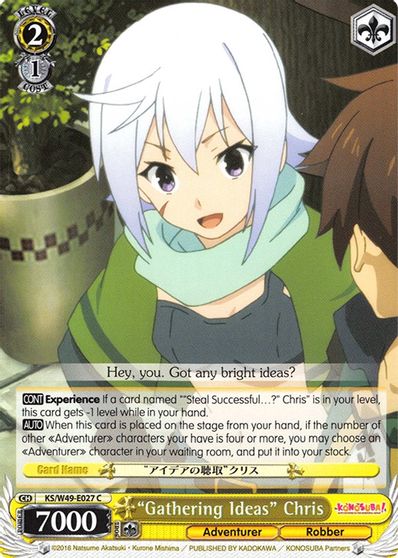 LEVEL
2
1
COST
Hey, you. Got any bright ideas?
CONT Experience If a card named ""Steal Successful…?" Chris" is in your level,
this card gets -1 level while in your hand.
AUTO When this card is placed on the stage from your hand, if the number of
other «Adventurer» characters you have is four or more, you may choose an
«Adventurer» character in your waiting room, and put it into your stock.
Card Name
"アイデアの聴取"クリス
CH KS/W49-E027 C
POWER
7000
SOUL
"Gathering Ideas" Chris
KONOSUBA!
Adventurer
Robber
©2016 Natsume Akatsuki・Kurone Mishima / PUBLISHED BY KADOKAWA / KONOSUBA Partners